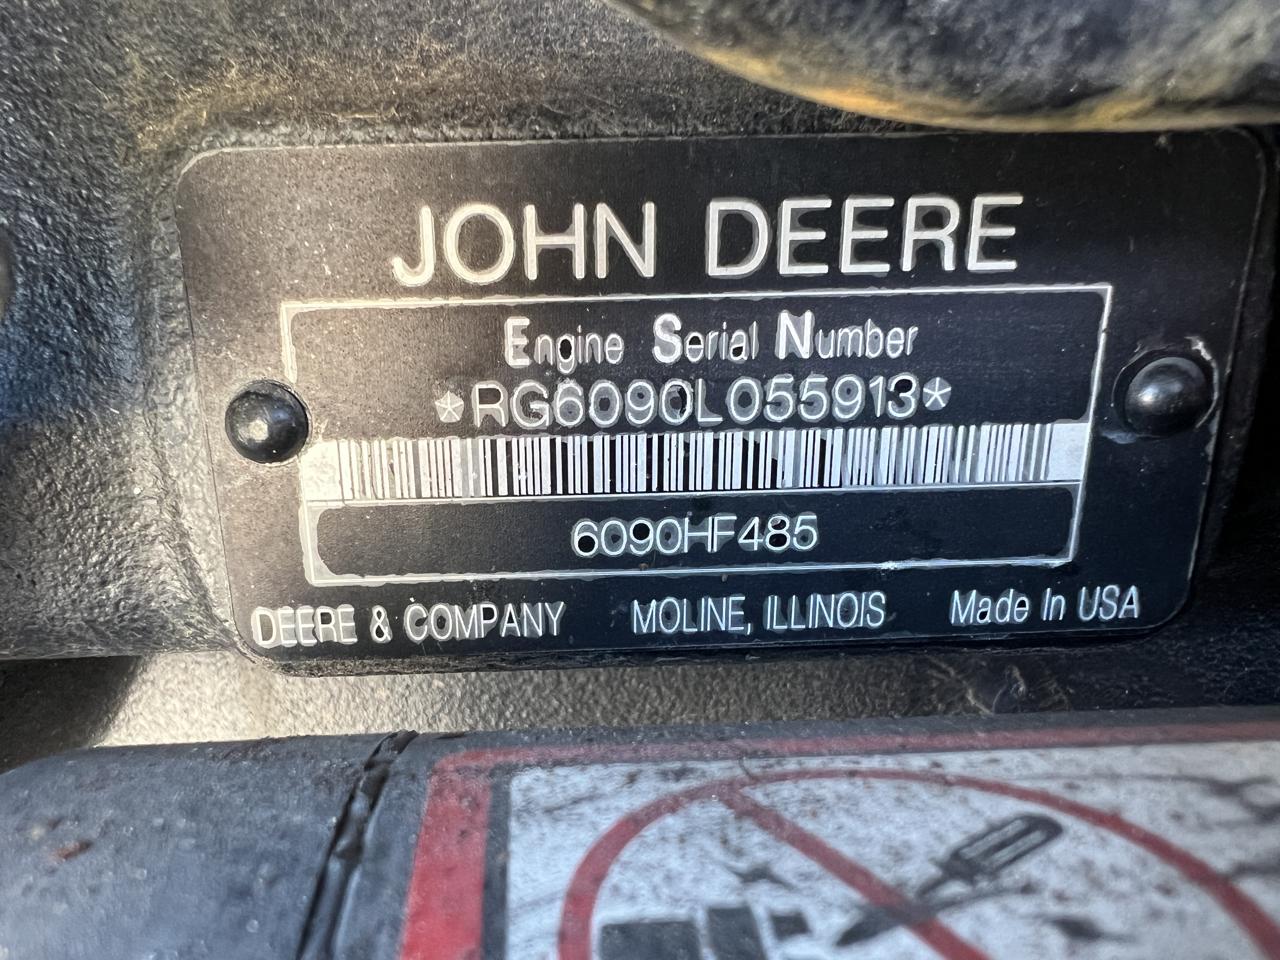 JOHN DEERE
Engine Serial Number
*RG6090L055913*
6090HF485
DEERE & COMPANY MOLINE, ILLINOIS Made In USA